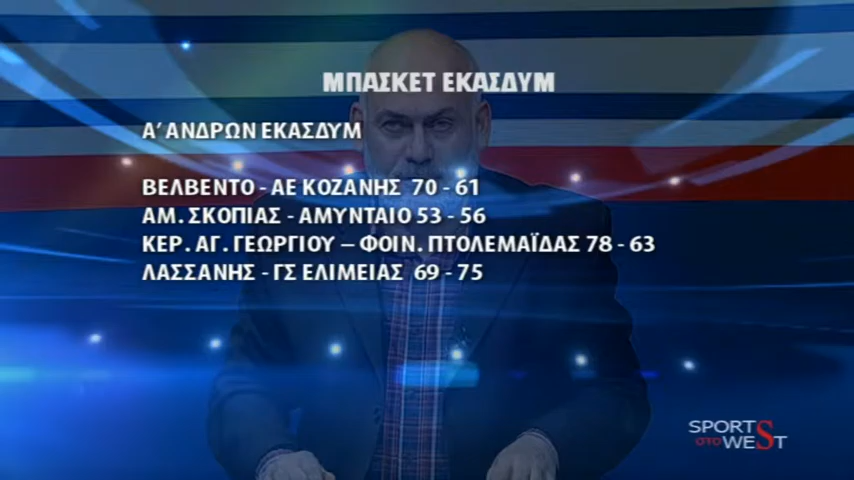 ΜΠΑΣΚΕΤ ΕΚΑΣΔΥΜ
Α΄ ΑΝΔΡΩΝ ΕΚΑΣΔΥΜ
ΒΕΛΒΕΝΤΟ - ΑΕ ΚΟΖΑΝΗΣ 70 - 61
ΑΜ. ΣΚΟΠΙΑΣ - ΑΜΥΝΤΑΙΟ 53 - 56
ΚΕΡ. ΑΓ. ΓΕΩΡΓΙΟΥ – ΦΟΙΝ. ΠΤΟΛΕΜΑΪΔΑΣ 78 - 63
ΛΑΣΣΑΝΗΣ - ΓΣ ΕΛΙΜΕΙΑΣ 69 - 75
SPORTS
στο WEST